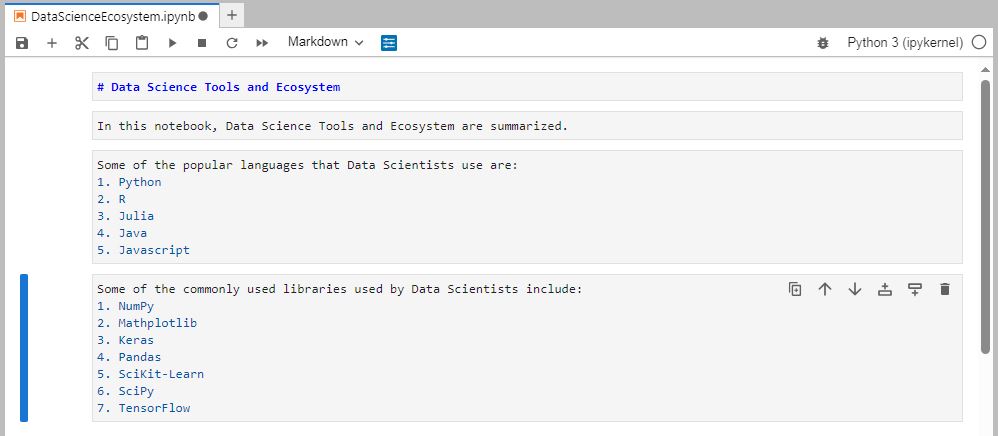 DataScienceEcosystem.ipynb
Markdown
Python 3 (ipykernel)
# Data Science Tools and Ecosystem
In this notebook, Data Science Tools and Ecosystem are summarized.
Some of the popular languages that Data Scientists use are:
1. Python
2. R
3. Julia
4. Java
5. Javascript
Some of the commonly used libraries used by Data Scientists include:
1. NumPy
2. Mathplotlib
3. Keras
4. Pandas
5. SciKit-Learn
6. SciPy
7. TensorFlow